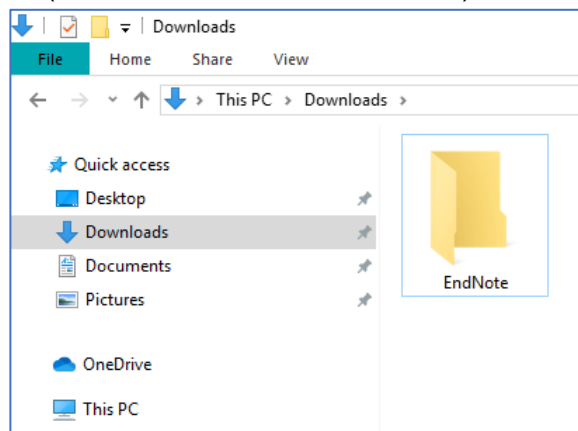 Downloads
File Home Share View
This PC > Downloads >
Quick access
Desktop
Downloads
Documents
Pictures
OneDrive
This PC
EndNote